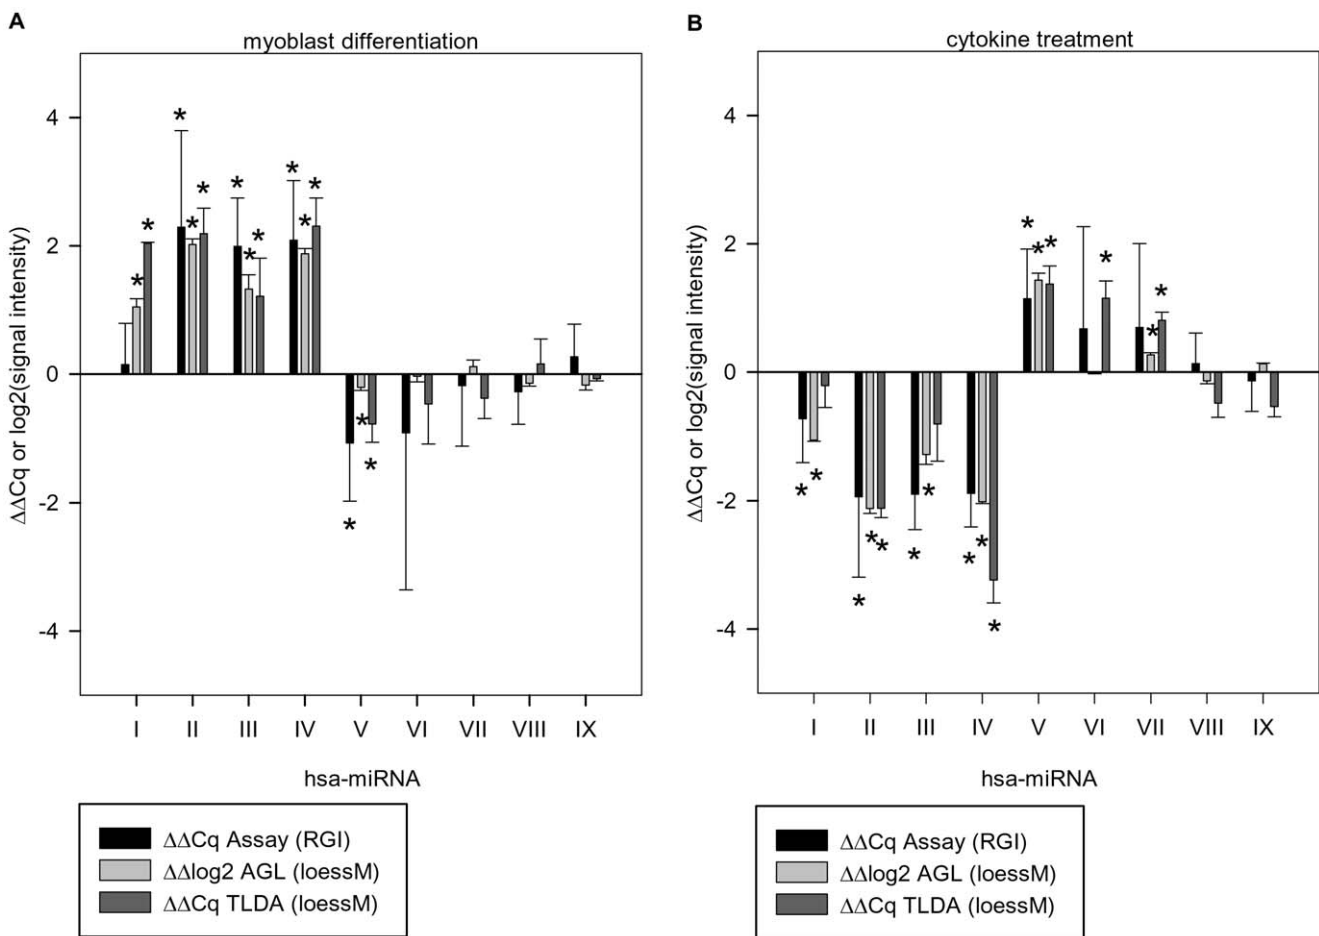 A
myoblast differentiation
ΔΔCq or log2(signal intensity)
4
2
0
-2
-4
* * * * * * * * * * * * * *
I II III IV V VI VII VIII IX
hsa-miRNA
ΔΔCq Assay (RGI)
ΔΔlog2 AGL (loessM)
ΔΔCq TLDA (loessM)
B
cytokine treatment
ΔΔCq or log2(signal intensity)
4
2
0
-2
-4
* * * * * * * * * * * * * * * *
I II III IV V VI VII VIII IX
hsa-miRNA
ΔΔCq Assay (RGI)
ΔΔlog2 AGL (loessM)
ΔΔCq TLDA (loessM)